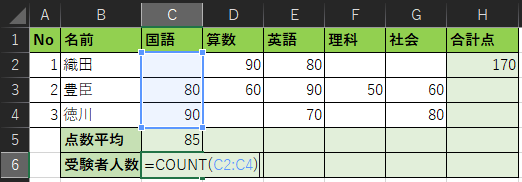 A B C D E F G H
1 No 名前 国語 算数 英語 理科 社会 合計点
2 1 織田 90 80 170
3 2 豊臣 80 60 90 50 60
4 3 徳川 90 70 80
5 点数平均 85
6 受験者人数 =COUNT(C2:C4)